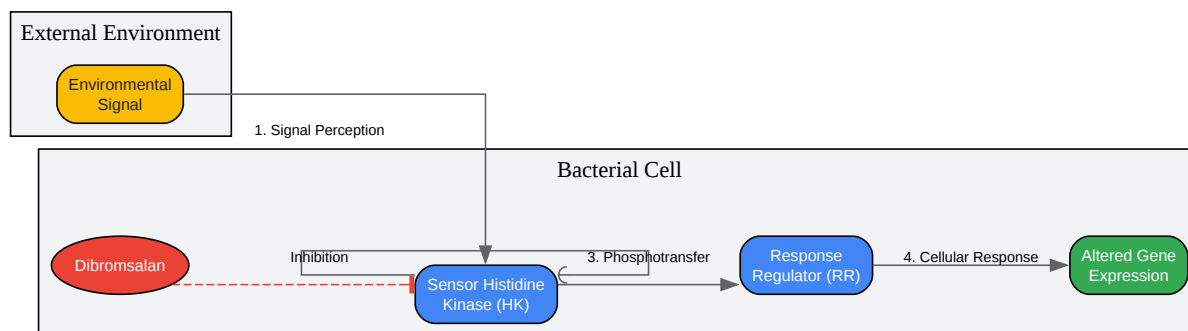 External Environment
Environmental
Signal
1. Signal Perception
Bacterial Cell
Dibromsalan
Inhibition
Sensor Histidine
Kinase (HK)
3. Phosphotransfer
Response
Regulator (RR)
4. Cellular Response
Altered Gene
Expression